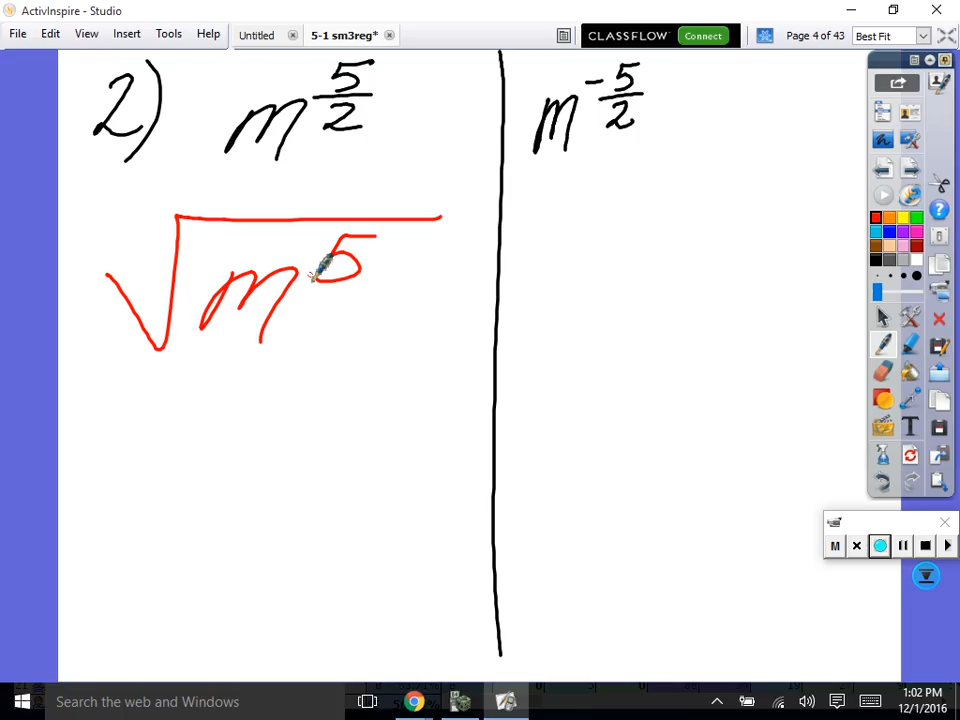 ActivInspire - Studio
File Edit View Insert Tools Help Untitled 5-1 sm3reg* CLASSFLOW Connect Page 4 of 43 Best Fit
2) m^(5/2) m^(-5/2)
√(m^5)
M
Search the web and Windows
1:02 PM
12/1/2016